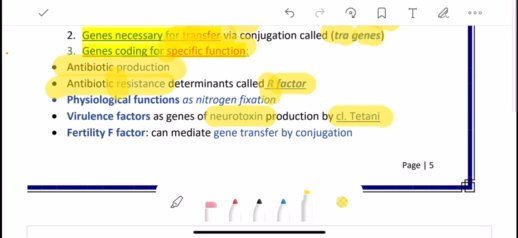 2. Genes necessary for transfer via conjugation called (tra genes)
3. Genes coding for specific function:
• Antibiotic production
• Antibiotic resistance determinants called R factor
• Physiological functions as nitrogen fixation
• Virulence factors as genes of neurotoxin production by cl. Tetani
• Fertility F factor: can mediate gene transfer by conjugation
Page | 5
T